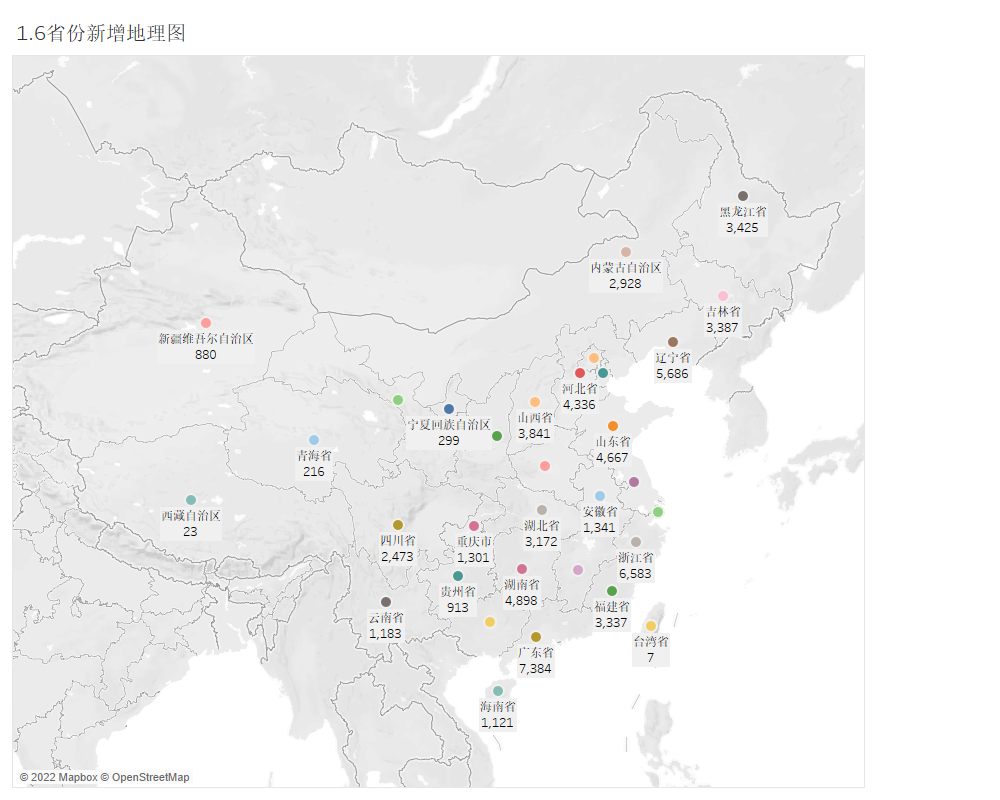 1.6省份新增地理图
黑龙江省
3,425
内蒙古自治区
2,928
吉林省
3,387
新疆维吾尔自治区
880
辽宁省
5,686
河北省
4,336
宁夏回族自治区
299
山西省
3,841
山东省
4,667
青海省
216
西藏自治区
23
四川省
2,473
重庆市
1,301
湖北省
3,172
安徽省
1,341
浙江省
6,583
贵州省
913
湖南省
4,898
福建省
3,337
云南省
1,183
台湾省
7
广东省
7,384
海南省
1,121
© 2022 Mapbox © OpenStreetMap